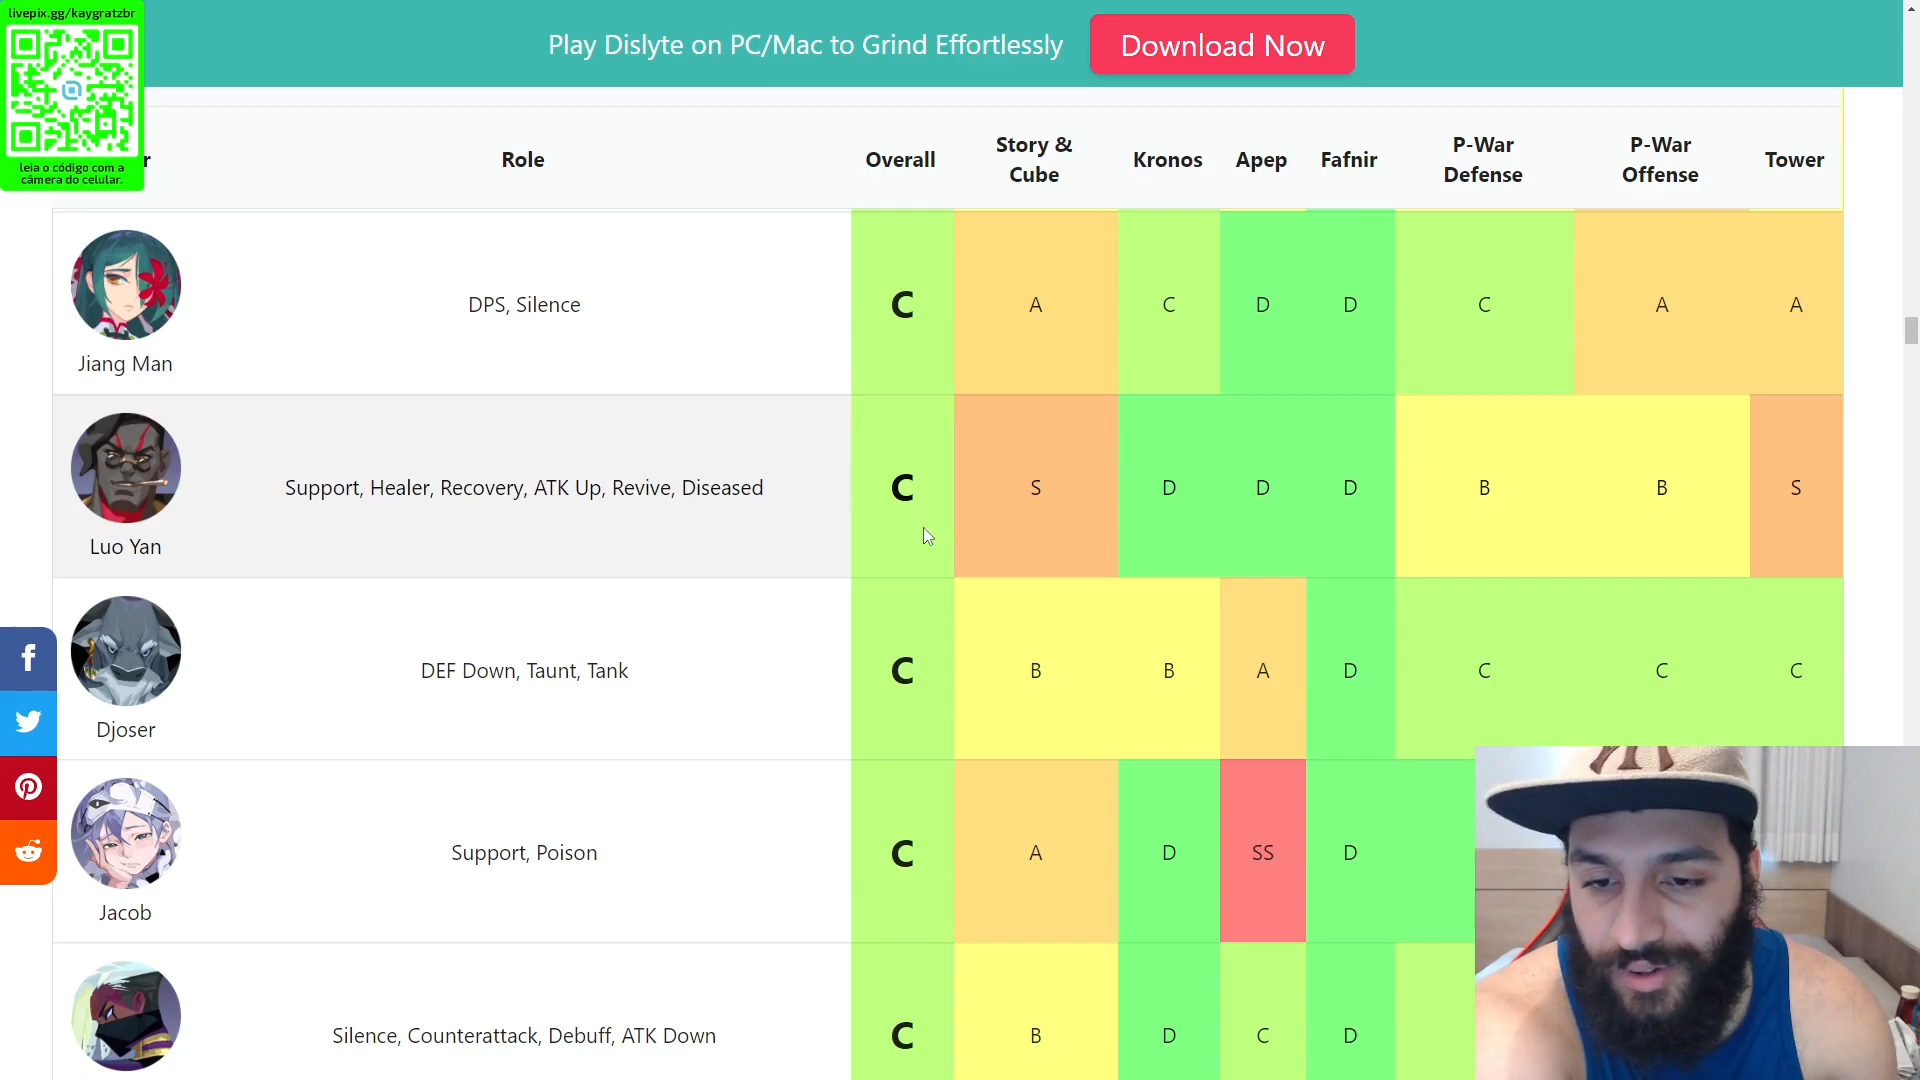 livepix.gg/kaygratzbr
leia o código com a
câmera do celular.
Play Dislyte on PC/Mac to Grind Effortlessly
Download Now
r
Role
Overall
Story &
Cube
Kronos
Apep
Fafnir
P-War
Defense
P-War
Offense
Tower
Jiang Man
DPS, Silence
C
A
C
D
D
C
A
A
Luo Yan
Support, Healer, Recovery, ATK Up, Revive, Diseased
C
S
D
D
D
B
B
S
Djoser
DEF Down, Taunt, Tank
C
B
B
A
D
C
C
C
Jacob
Support, Poison
C
A
D
SS
D
Silence, Counterattack, Debuff, ATK Down
C
B
D
C
D